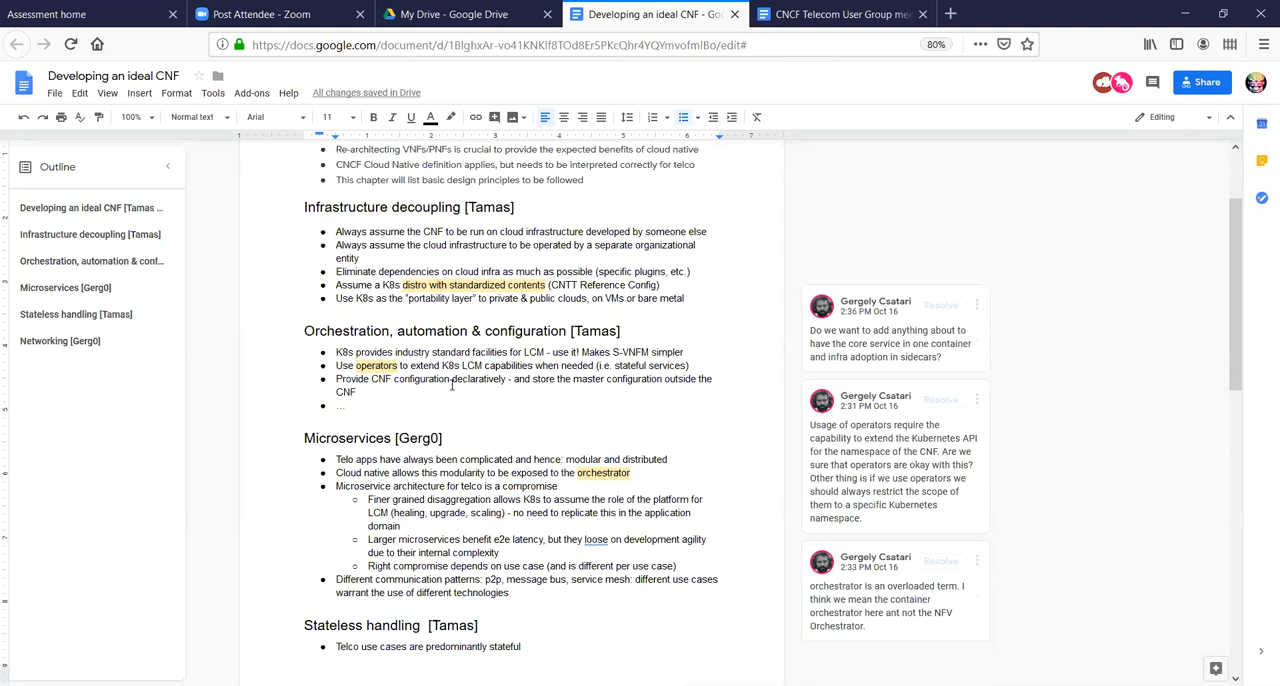 Assessment home
Post Attendee - Zoom
My Drive - Google Drive
Developing an ideal CNF - Goo
CNCF Telecom User Group me
80%
Developing an ideal CNF
File Edit View Insert Format Tools Add-ons Help All changes saved in Drive
Share
100% Normal text Arial 11 B I U A Editing
1 1 2 3 4 5 6 7
Outline
Developing an ideal CNF [Tamas ...
Infrastructure decoupling [Tamas]
Orchestration, automation & conf...
Microservices [Gerg0]
Stateless handling [Tamas]
Networking [Gerg0]
Re-architecting VNFs/PNFs is crucial to provide the expected benefits of cloud native
CNCF Cloud Native definition applies, but needs to be interpreted correctly for telco
This chapter will list basic design principles to be followed
Infrastructure decoupling [Tamas]
Always assume the CNF to be run on cloud infrastructure developed by someone else
Always assume the cloud infrastructure to be operated by a separate organizational
entity
Eliminate dependencies on cloud infra as much as possible (specific plugins, etc.)
Assume a K8s distro with standardized contents (CNTT Reference Config)
Use K8s as the "portability layer" to private & public clouds, on VMs or bare metal
Orchestration, automation & configuration [Tamas]
K8s provides industry standard facilities for LCM - use it! Makes S-VNFM simpler
Use operators to extend K8s LCM capabilities when needed (i.e. stateful services)
Provide CNF configuration declaratively - and store the master configuration outside the
CNF
...
Microservices [Gerg0]
Telo apps have always been complicated and hence: modular and distributed
Cloud native allows this modularity to be exposed to the orchestrator
Microservice architecture for telco is a compromise
Finer grained disaggregation allows K8s to assume the role of the platform for
LCM (healing, upgrade, scaling) - no need to replicate this in the application
domain
Larger microservices benefit e2e latency, but they loose on development agility
due to their internal complexity
Right compromise depends on use case (and is different per use case)
Different communication patterns: p2p, message bus, service mesh: different use cases
warrant the use of different technologies
Stateless handling [Tamas]
Telco use cases are predominantly stateful
Gergely Csatari
2:36 PM Oct 16
Resolve
Do we want to add anything about to
have the core service in one container
and infra adoption in sidecars?
Gergely Csatari
2:31 PM Oct 16
Resolve
Usage of operators require the
capability to extend the Kubernetes API
for the namespace of the CNF. Are we
sure that operators are okay with this?
Other thing is if we use operators we
should always restrict the scope of
them to a specific Kubernetes
namespace.
Gergely Csatari
2:33 PM Oct 16
Resolve
orchestrator is an overloaded term. I
think we mean the container
orchestrator here ant not the NFV
Orchestrator.